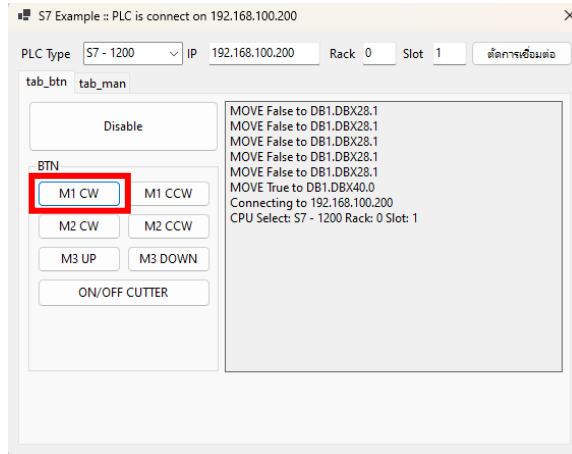 S7 Example :: PLC is connect on 192.168.100.200
PLC Type S7 - 1200 IP 192.168.100.200 Rack 0 Slot 1 ตัดการเชื่อมต่อ
tab_btn tab_man
Disable
BTN
M1 CW M1 CCW
M2 CW M2 CCW
M3 UP M3 DOWN
ON/OFF CUTTER
MOVE False to DB1.DBX28.1
MOVE False to DB1.DBX28.1
MOVE False to DB1.DBX28.1
MOVE False to DB1.DBX28.1
MOVE False to DB1.DBX28.1
MOVE True to DB1.DBX40.0
Connecting to 192.168.100.200
CPU Select: S7 - 1200 Rack: 0 Slot: 1